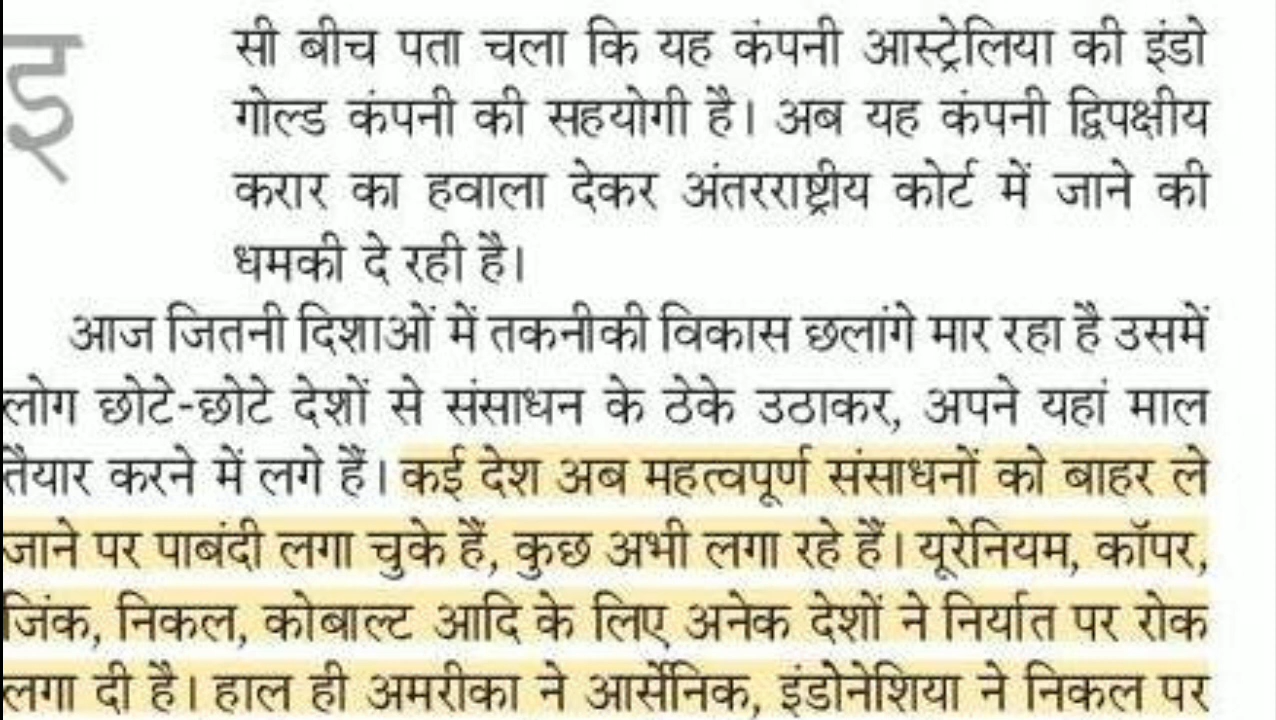 इ
सी बीच पता चला कि यह कंपनी आस्ट्रेलिया की इंडो
गोल्ड कंपनी की सहयोगी है। अब यह कंपनी द्विपक्षीय
करार का हवाला देकर अंतरराष्ट्रीय कोर्ट में जाने की
धमकी दे रही है।
आज जितनी दिशाओं में तकनीकी विकास छलांगे मार रहा है उसमें
लोग छोटे-छोटे देशों से संसाधन के ठेके उठाकर, अपने यहां माल
तैयार करने में लगे हैं। कई देश अब महत्वपूर्ण संसाधनों को बाहर ले
जाने पर पाबंदी लगा चुके हैं, कुछ अभी लगा रहे हैं। यूरेनियम, कॉपर,
जिंक, निकल, कोबाल्ट आदि के लिए अनेक देशों ने निर्यात पर रोक
लगा दी है। हाल ही अमरीका ने आर्सेनिक, इंडोनेशिया ने निकल पर